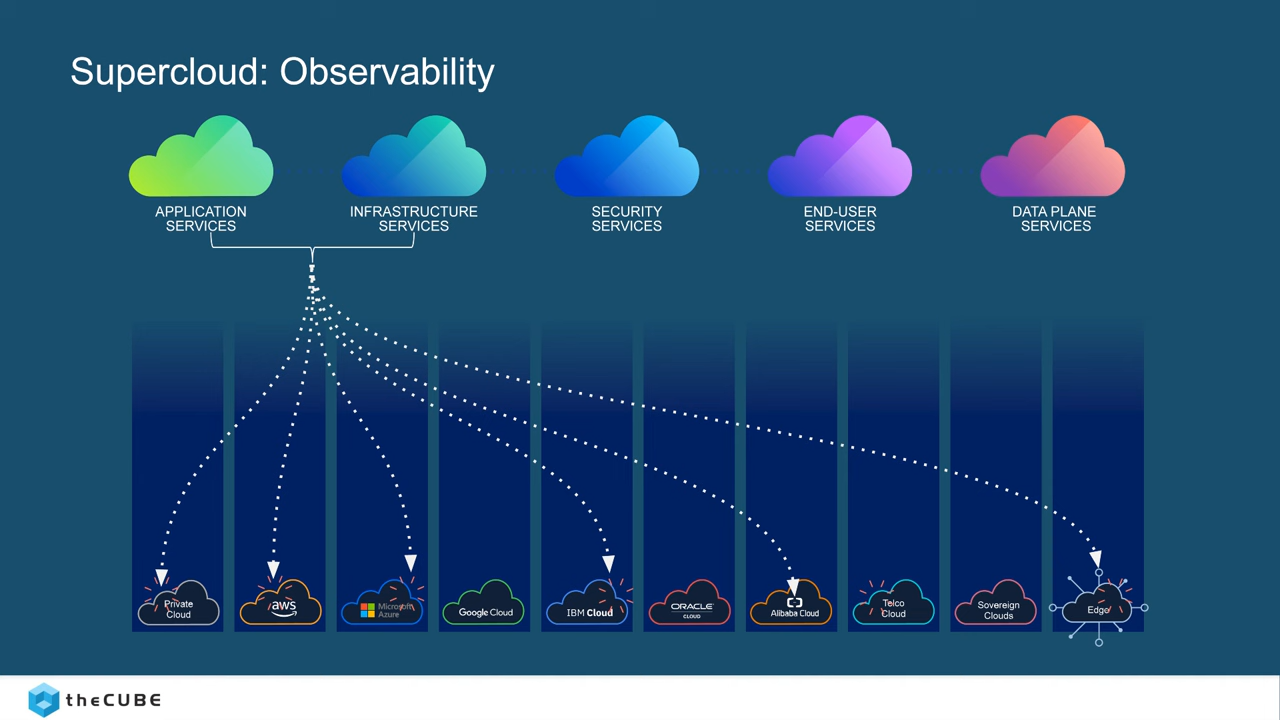 Supercloud: Observability
APPLICATION
SERVICES
INFRASTRUCTURE
SERVICES
SECURITY
SERVICES
END-USER
SERVICES
DATA PLANE
SERVICES
Private
Cloud
aws
Microsoft
Azure
Google Cloud
IBM Cloud
ORACLE
CLOUD
Alibaba Cloud
Telco
Cloud
Sovereign
Clouds
Edge
theCUBE